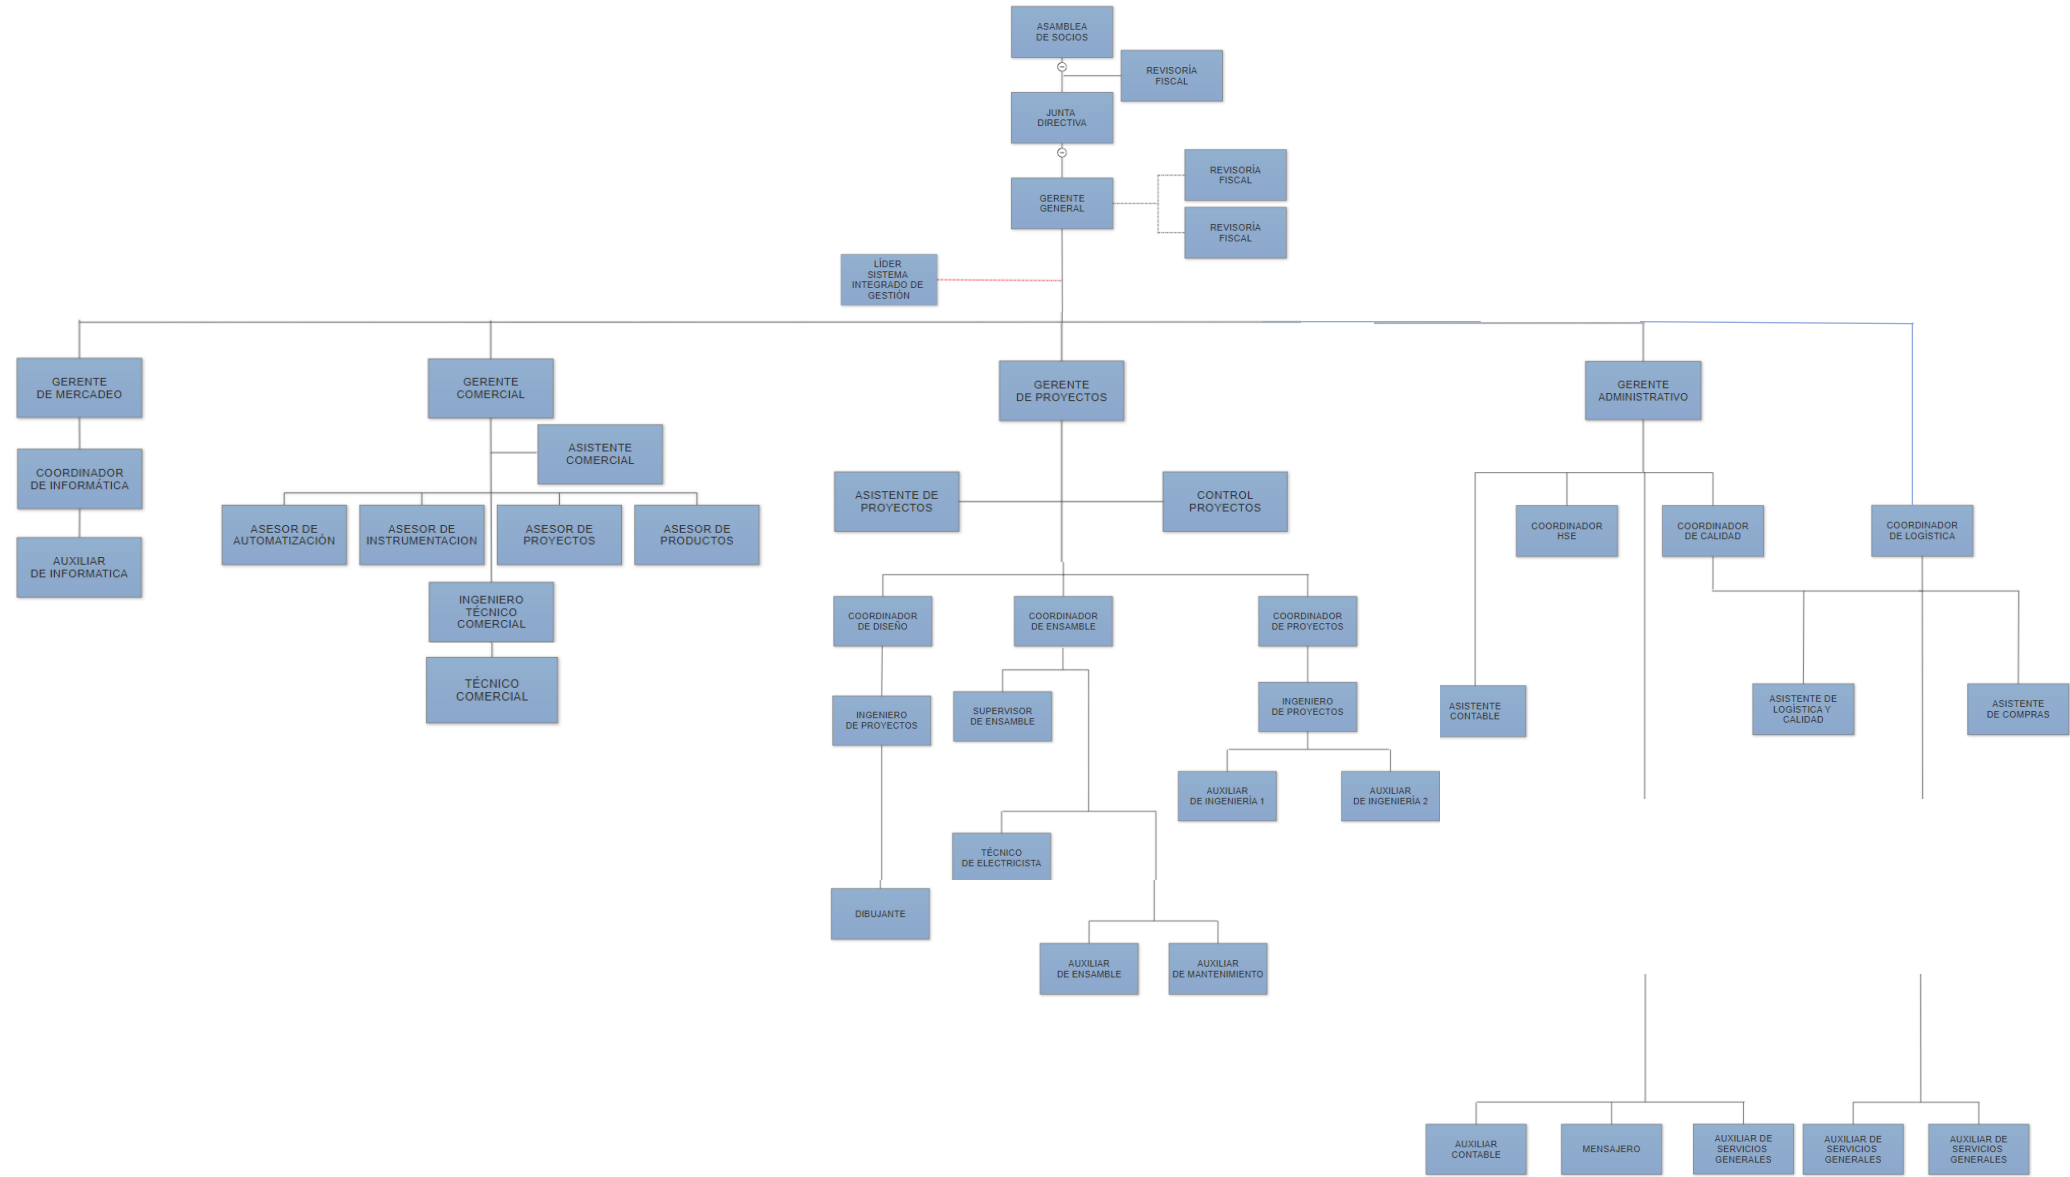 ASAMBLEA
DE SOCIOS
REVISORÍA
FISCAL
JUNTA
DIRECTIVA
REVISORÍA
FISCAL
GERENTE
GENERAL
REVISORÍA
FISCAL
LÍDER
SISTEMA
INTEGRADO DE
GESTIÓN
GERENTE
DE MERCADEO
GERENTE
COMERCIAL
GERENTE
DE PROYECTOS
GERENTE
ADMINISTRATIVO
COORDINADOR
DE INFORMÁTICA
AUXILIAR
DE INFORMATICA
ASISTENTE
COMERCIAL
ASESOR DE
AUTOMATIZACIÓN
ASESOR DE
INSTRUMENTACION
ASESOR DE
PROYECTOS
ASESOR DE
PRODUCTOS
INGENIERO
TÉCNICO
COMERCIAL
TÉCNICO
COMERCIAL
ASISTENTE DE
PROYECTOS
CONTROL
PROYECTOS
COORDINADOR
DE DISEÑO
COORDINADOR
DE ENSAMBLE
COORDINADOR
DE PROYECTOS
INGENIERO
DE PROYECTOS
SUPERVISOR
DE ENSAMBLE
INGENIERO
DE PROYECTOS
AUXILIAR
DE INGENIERÍA 1
AUXILIAR
DE INGENIERÍA 2
TÉCNICO
DE ELECTRICISTA
DIBUJANTE
AUXILIAR
DE ENSAMBLE
AUXILIAR
DE MANTENIMIENTO
COORDINADOR
HSE
COORDINADOR
DE CALIDAD
COORDINADOR
DE LOGÍSTICA
ASISTENTE
CONTABLE
ASISTENTE DE
LOGÍSTICA Y
CALIDAD
ASISTENTE
DE COMPRAS
AUXILIAR
CONTABLE
MENSAJERO
AUXILIAR DE
SERVICIOS
GENERALES
AUXILIAR DE
SERVICIOS
GENERALES
AUXILIAR DE
SERVICIOS
GENERALES